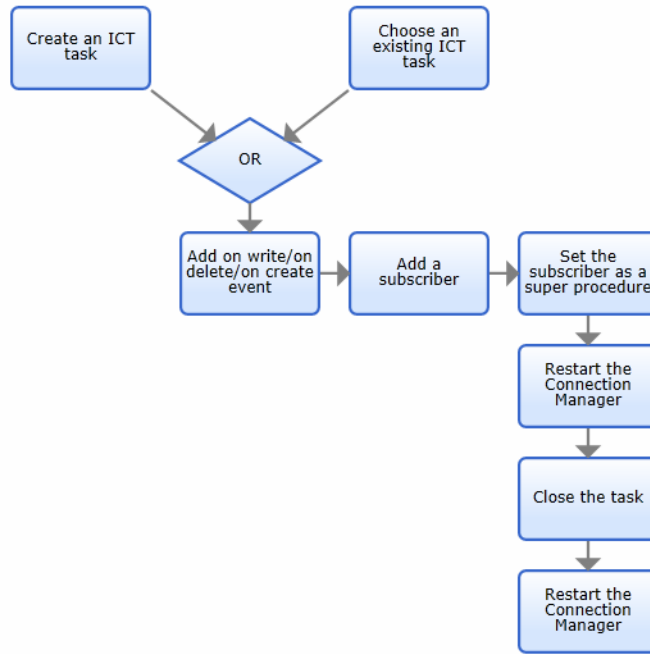 Create an ICT
task
Choose an
existing ICT
task
OR
Add on write/on
delete/on create
event
Add a
subscriber
Set the
subscriber as a
super procedure
Restart the
Connection
Manager
Close the task
Restart the
Connection
Manager